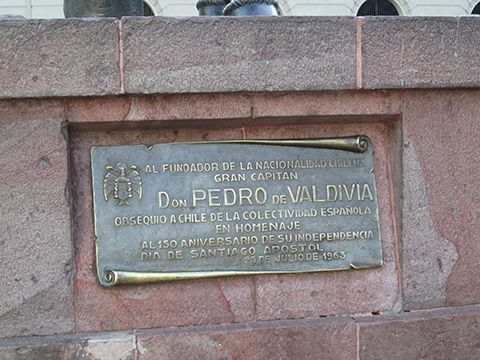 AL FUNDADOR DE LA NACIONALIDAD CHILENA
GRAN CAPITAN
DON PEDRO DE VALDIVIA
OBSEQUIO A CHILE DE LA COLECTIVIDAD ESPAÑOLA
EN HOMENAJE
AL 150 ANIVERSARIO DE SU INDEPENDENCIA
DIA DE SANTIAGO APOSTOL
25 DE JULIO DE 1963